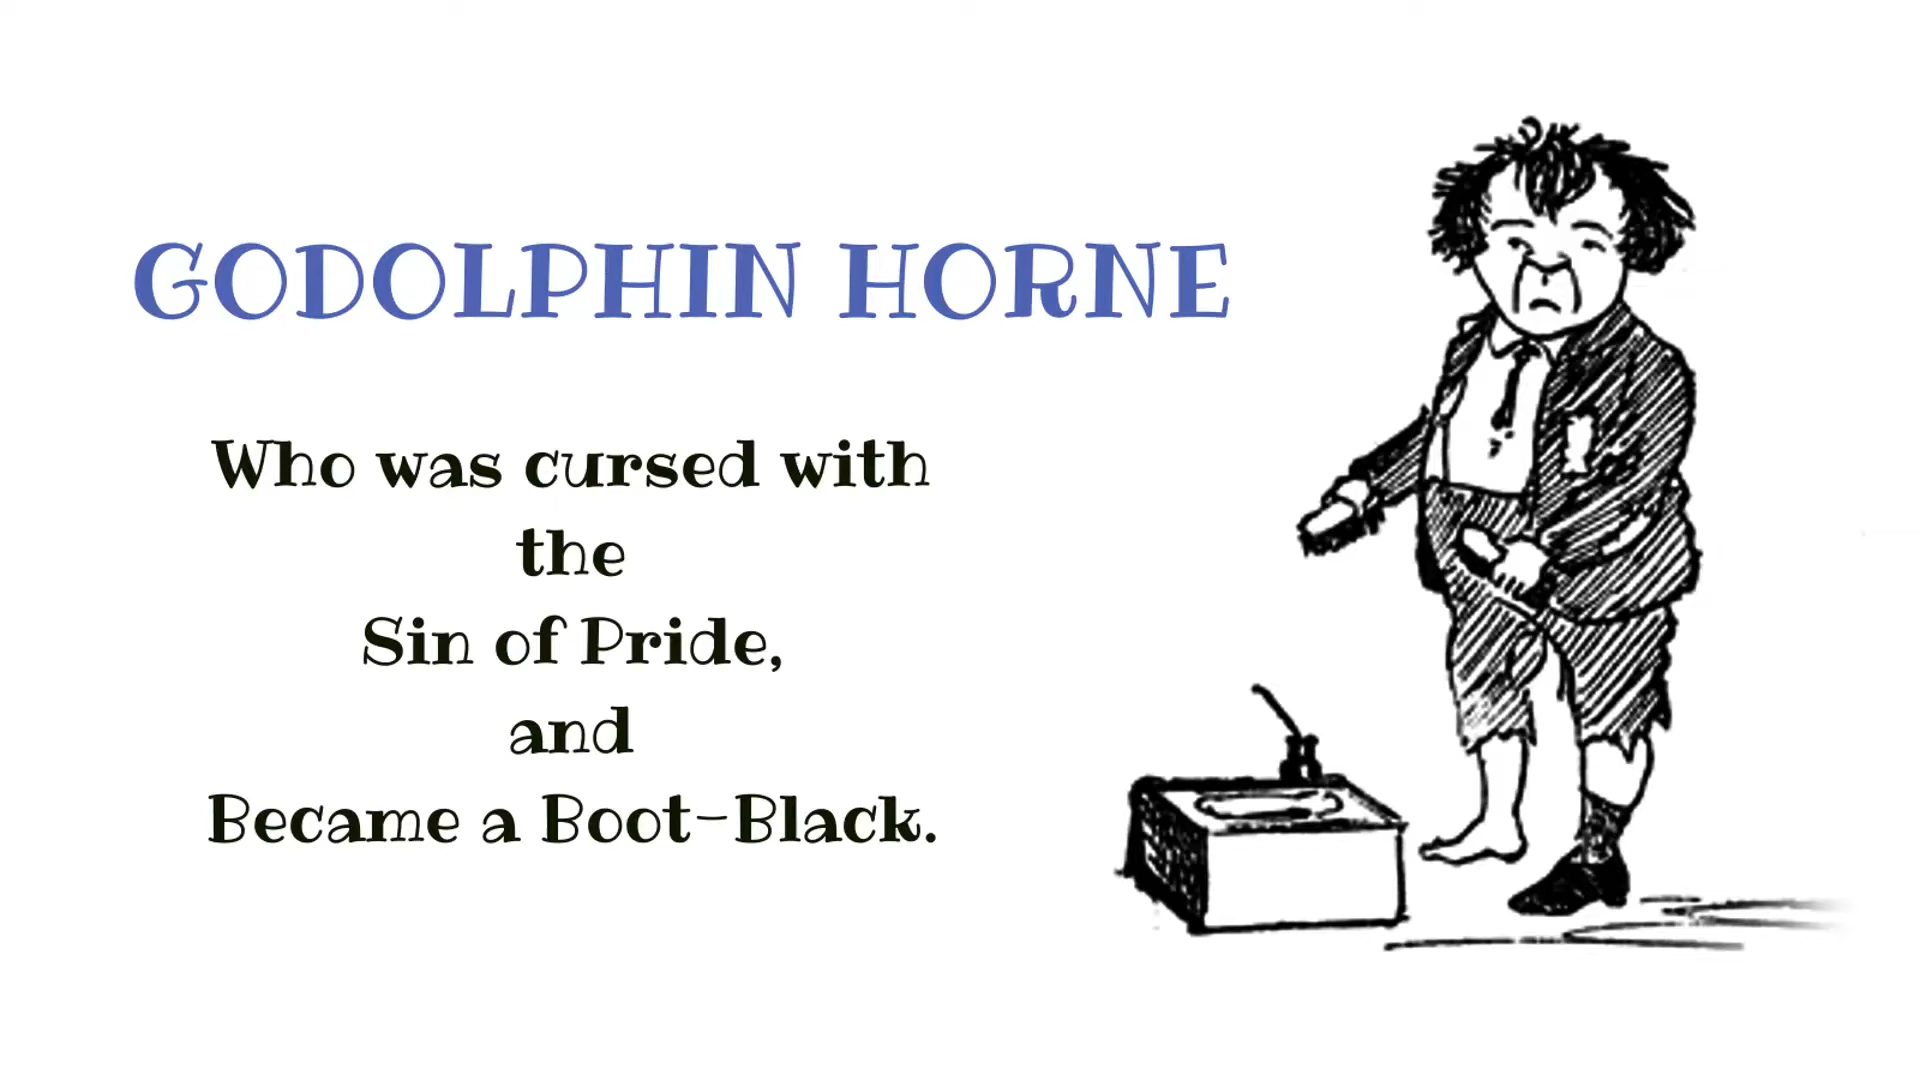 GODOLPHIN HORNE
Who was cursed with
the
Sin of Pride,
and
Became a Boot-Black.